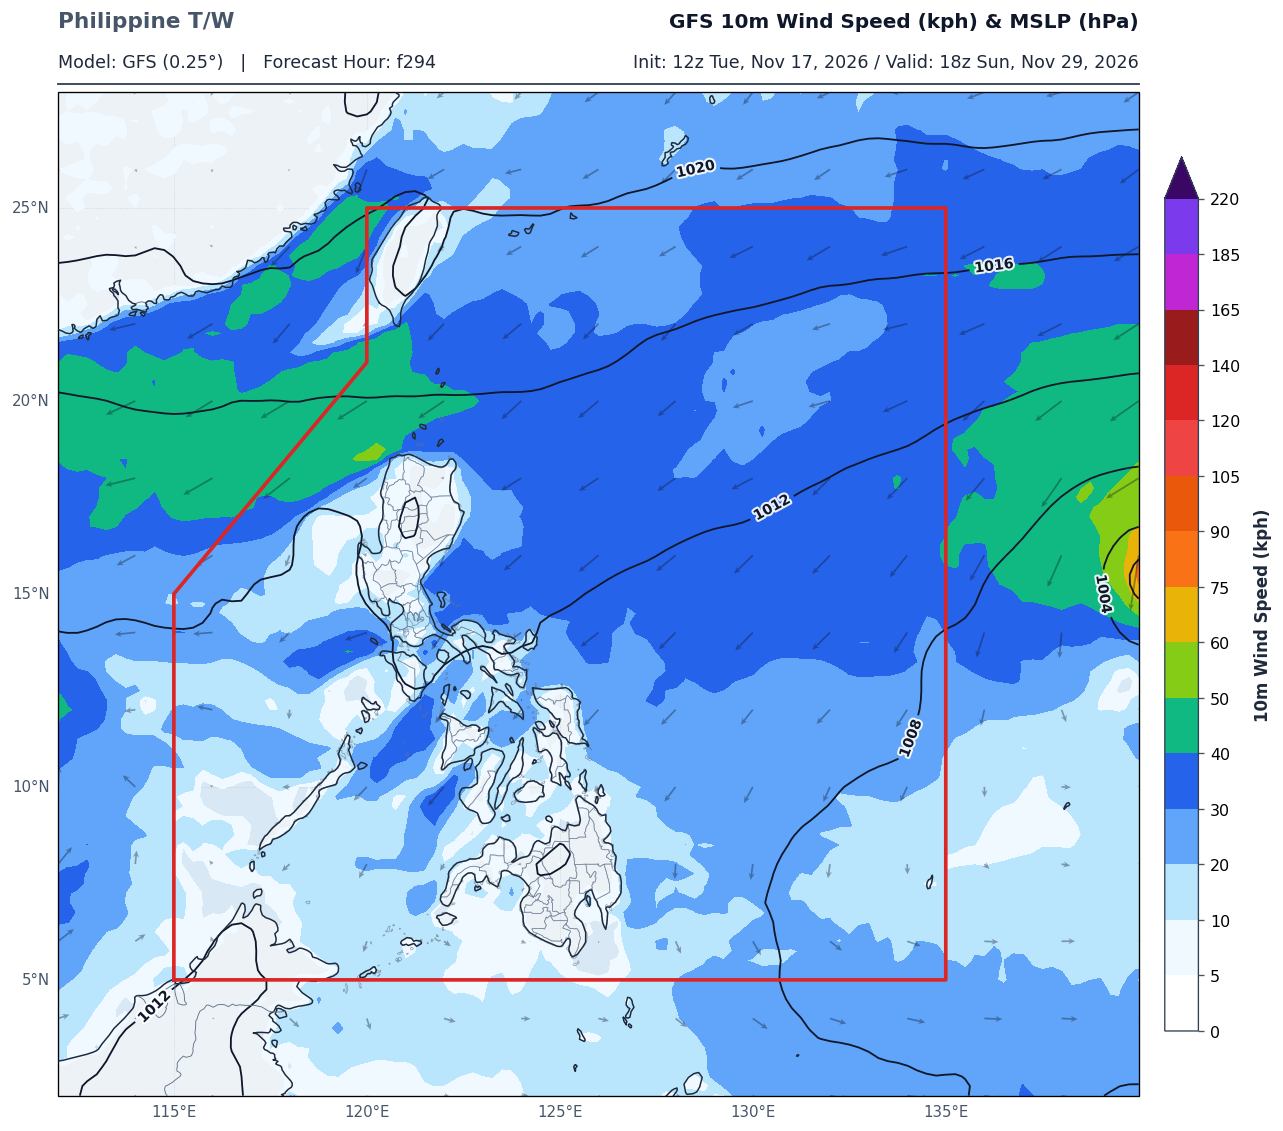 Philippine T/W
GFS 10m Wind Speed (kph) & MSLP (hPa)
Model: GFS (0.25°) | Forecast Hour: f294
Init: 12z Tue, Nov 17, 2026 / Valid: 18z Sun, Nov 29, 2026
25°N
20°N
15°N
10°N
5°N
115°E
120°E
125°E
130°E
135°E
1020
1016
1012
1004
1008
1012
220
185
165
140
120
105
90
75
60
50
40
30
20
10
5
0
10m Wind Speed (kph)